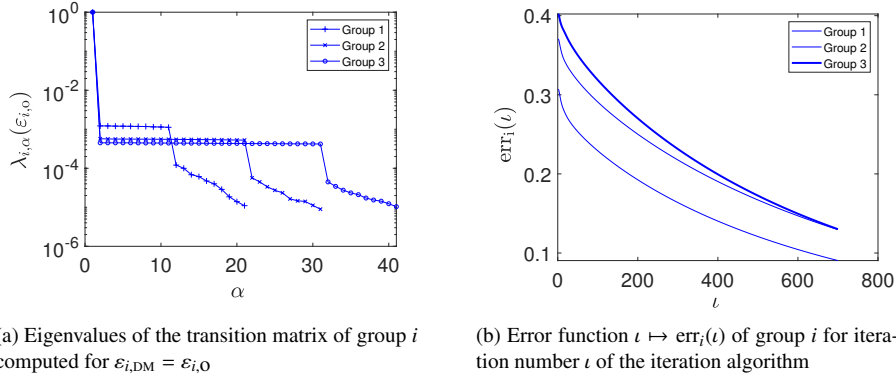 10^0
10^-2
10^-4
10^-6
0
10
20
30
40
α
λ_{i,α}(ε_{i,o})
Group 1
Group 2
Group 3
0.4
0.3
0.2
0.1
0
200
400
600
800
ι
err_i(ι)
Group 1
Group 2
Group 3
(a) Eigenvalues of the transition matrix of group i
computed for ε_{i,DM} = ε_{i,o}
(b) Error function ι ↦ err_i(ι) of group i for itera-
tion number ι of the iteration algorithm